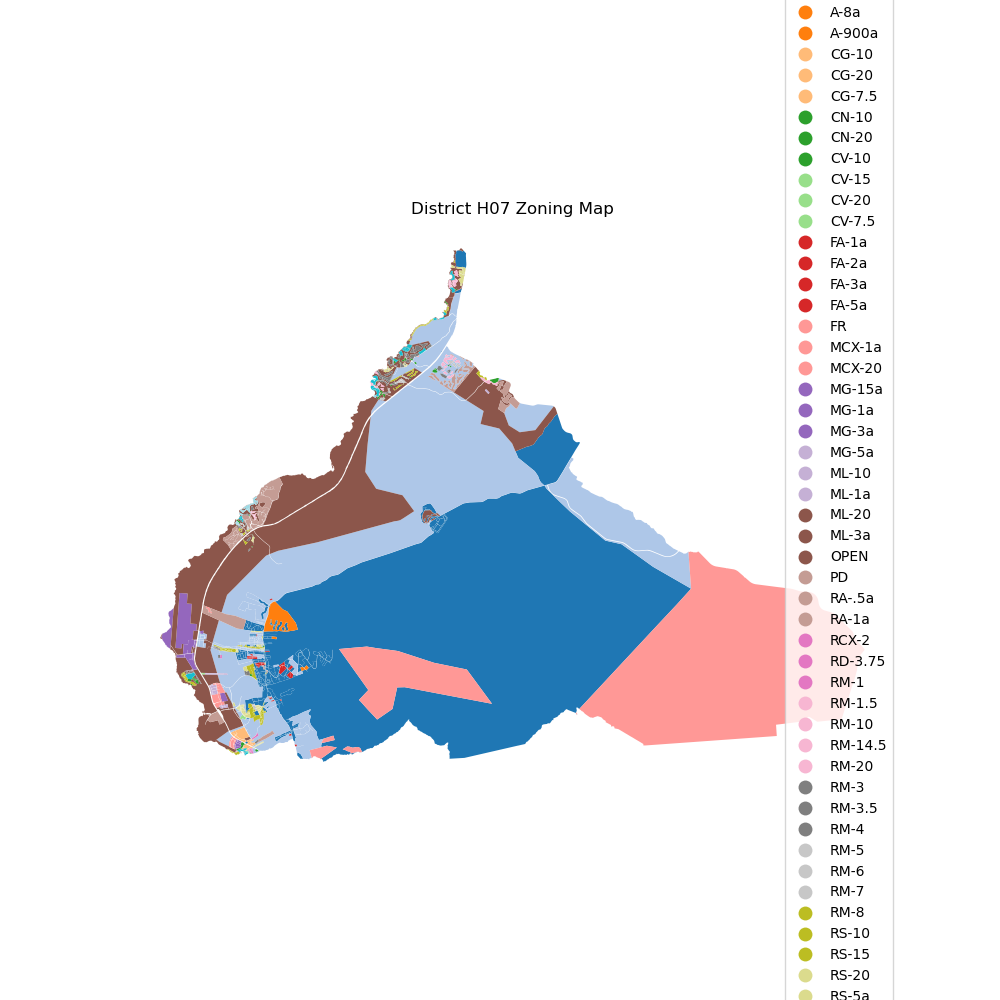 District H07 Zoning Map
A-8a
A-900a
CG-10
CG-20
CG-7.5
CN-10
CN-20
CV-10
CV-15
CV-20
CV-7.5
FA-1a
FA-2a
FA-3a
FA-5a
FR
MCX-1a
MCX-20
MG-15a
MG-1a
MG-3a
MG-5a
ML-10
ML-1a
ML-20
ML-3a
OPEN
PD
RA-.5a
RA-1a
RCX-2
RD-3.75
RM-1
RM-1.5
RM-10
RM-14.5
RM-20
RM-3
RM-3.5
RM-4
RM-5
RM-6
RM-7
RM-8
RS-10
RS-15
RS-20
RS-5a